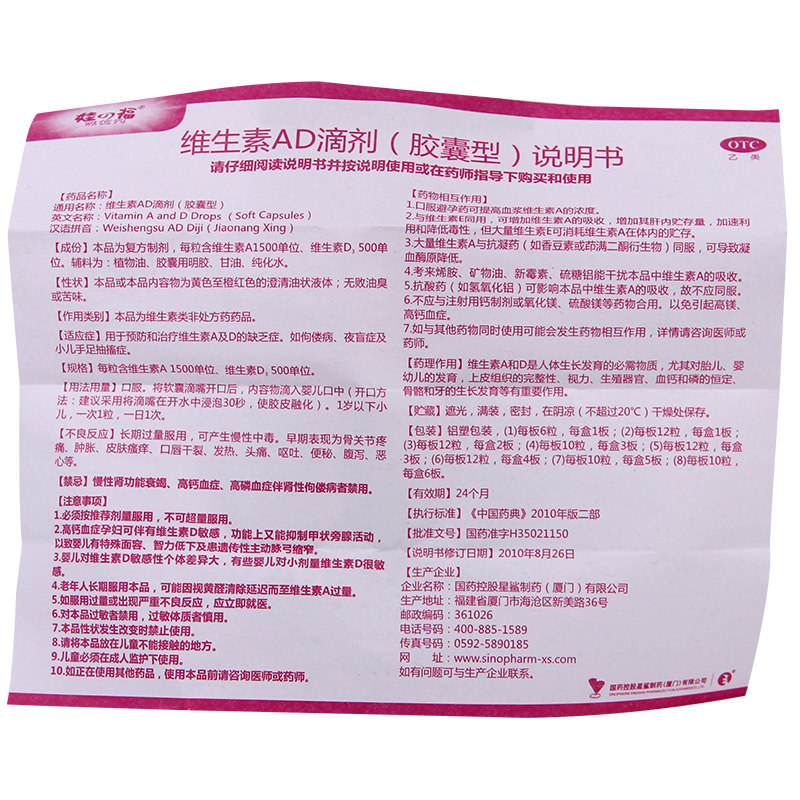 娃の福®
WA DE FU
维生素AD滴剂（胶囊型）说明书
请仔细阅读说明书并按说明使用或在药师指导下购买和使用
OTC
乙类
【药品名称】
通用名称：维生素AD滴剂（胶囊型）
英文名称：Vitamin A and D Drops （Soft Capsules）
汉语拼音：Weishengsu AD Diji (Jiaonang Xing)
【成份】本品为复方制剂，每粒含维生素A1500单位、维生素D₃ 500单
位。辅料为：植物油、胶囊用明胶、甘油、纯化水。
【性状】本品或本品内容物为黄色至橙红色的澄清油状液体；无败油臭
或苦味。
【作用类别】本品为维生素类非处方药药品。
【适应症】用于预防和治疗维生素A及D的缺乏症。如佝偻病、夜盲症及
小儿手足抽搐症。
【规格】每粒含维生素A 1500单位、维生素D₃ 500单位。
【用法用量】口服。将软囊滴嘴开口后，内容物滴入婴儿口中（开口方
法：建议采用将滴嘴在开水中浸泡30秒，使胶皮融化）。1岁以下小
儿，一次1粒，一日1次。
【不良反应】长期过量服用，可产生慢性中毒。早期表现为骨关节疼
痛、肿胀、皮肤瘙痒、口唇干裂、发热、头痛、呕吐、便秘、腹泻、恶
心等。
【禁忌】慢性肾功能衰竭、高钙血症、高磷血症伴肾性佝偻病者禁用。
【注意事项】
1.必须按推荐剂量服用，不可超量服用。
2.高钙血症孕妇可伴有维生素D敏感，功能上又能抑制甲状旁腺活动，
以致婴儿有特殊面容、智力低下及患遗传性主动脉弓缩窄。
3.婴儿对维生素D敏感性个体差异大，有些婴儿对小剂量维生素D很敏
感。
4.老年人长期服用本品，可能因视黄醛清除延迟而至维生素A过量。
5.如服用过量或出现严重不良反应，应立即就医。
6.对本品过敏者禁用，过敏体质者慎用。
7.本品性状发生改变时禁止使用。
8.请将本品放在儿童不能接触的地方。
9.儿童必须在成人监护下使用。
10.如正在使用其他药品，使用本品前请咨询医师或药师。
【药物相互作用】
1.口服避孕药可提高血浆维生素A的浓度。
2.与维生素E同用，可增加维生素A的吸收，增加其肝内贮存量，加速利
用和降低毒性，但大量维生素E可消耗维生素A在体内的贮存。
3.大量维生素A与抗凝药（如香豆素或茚满二酮衍生物）同服，可导致凝
血酶原降低。
4.考来烯胺、矿物油、新霉素、硫糖铝能干扰本品中维生素A的吸收。
5.抗酸药（如氢氧化铝）可影响本品中维生素A的吸收，故不应同服。
6.不应与注射用钙制剂或氧化镁、硫酸镁等药物合用。以免引起高镁、
高钙血症。
7.如与其他药物同时使用可能会发生药物相互作用，详情请咨询医师或
药师。
【药理作用】维生素A和D是人体生长发育的必需物质，尤其对胎儿、婴
幼儿的发育，上皮组织的完整性、视力、生殖器官、血钙和磷的恒定、
骨骼和牙的生长发育等有重要作用。
【贮藏】遮光，满装，密封，在阴凉（不超过20℃）干燥处保存。
【包装】铝塑包装，(1)每板6粒，每盒1板；(2)每板12粒，每盒1板；
(3)每板12粒，每盒2板；(4)每板10粒，每盒3板；(5)每板12粒，每盒
3板；(6)每板12粒，每盒4板；(7)每板10粒，每盒5板；(8)每板10粒，
每盒6板。
【有效期】24个月
【执行标准】《中国药典》2010年版二部
【批准文号】国药准字H35021150
【说明书修订日期】2010年8月26日
【生产企业】
企业名称：国药控股星鲨制药（厦门）有限公司
生产地址：福建省厦门市海沧区新美路36号
邮政编码：361026
电话号码：400-885-1589
传真号码：0592-5890185
网 址：www.sinopharm-xs.com
如有问题可与生产企业联系。
国药控股星鲨制药(厦门)有限公司